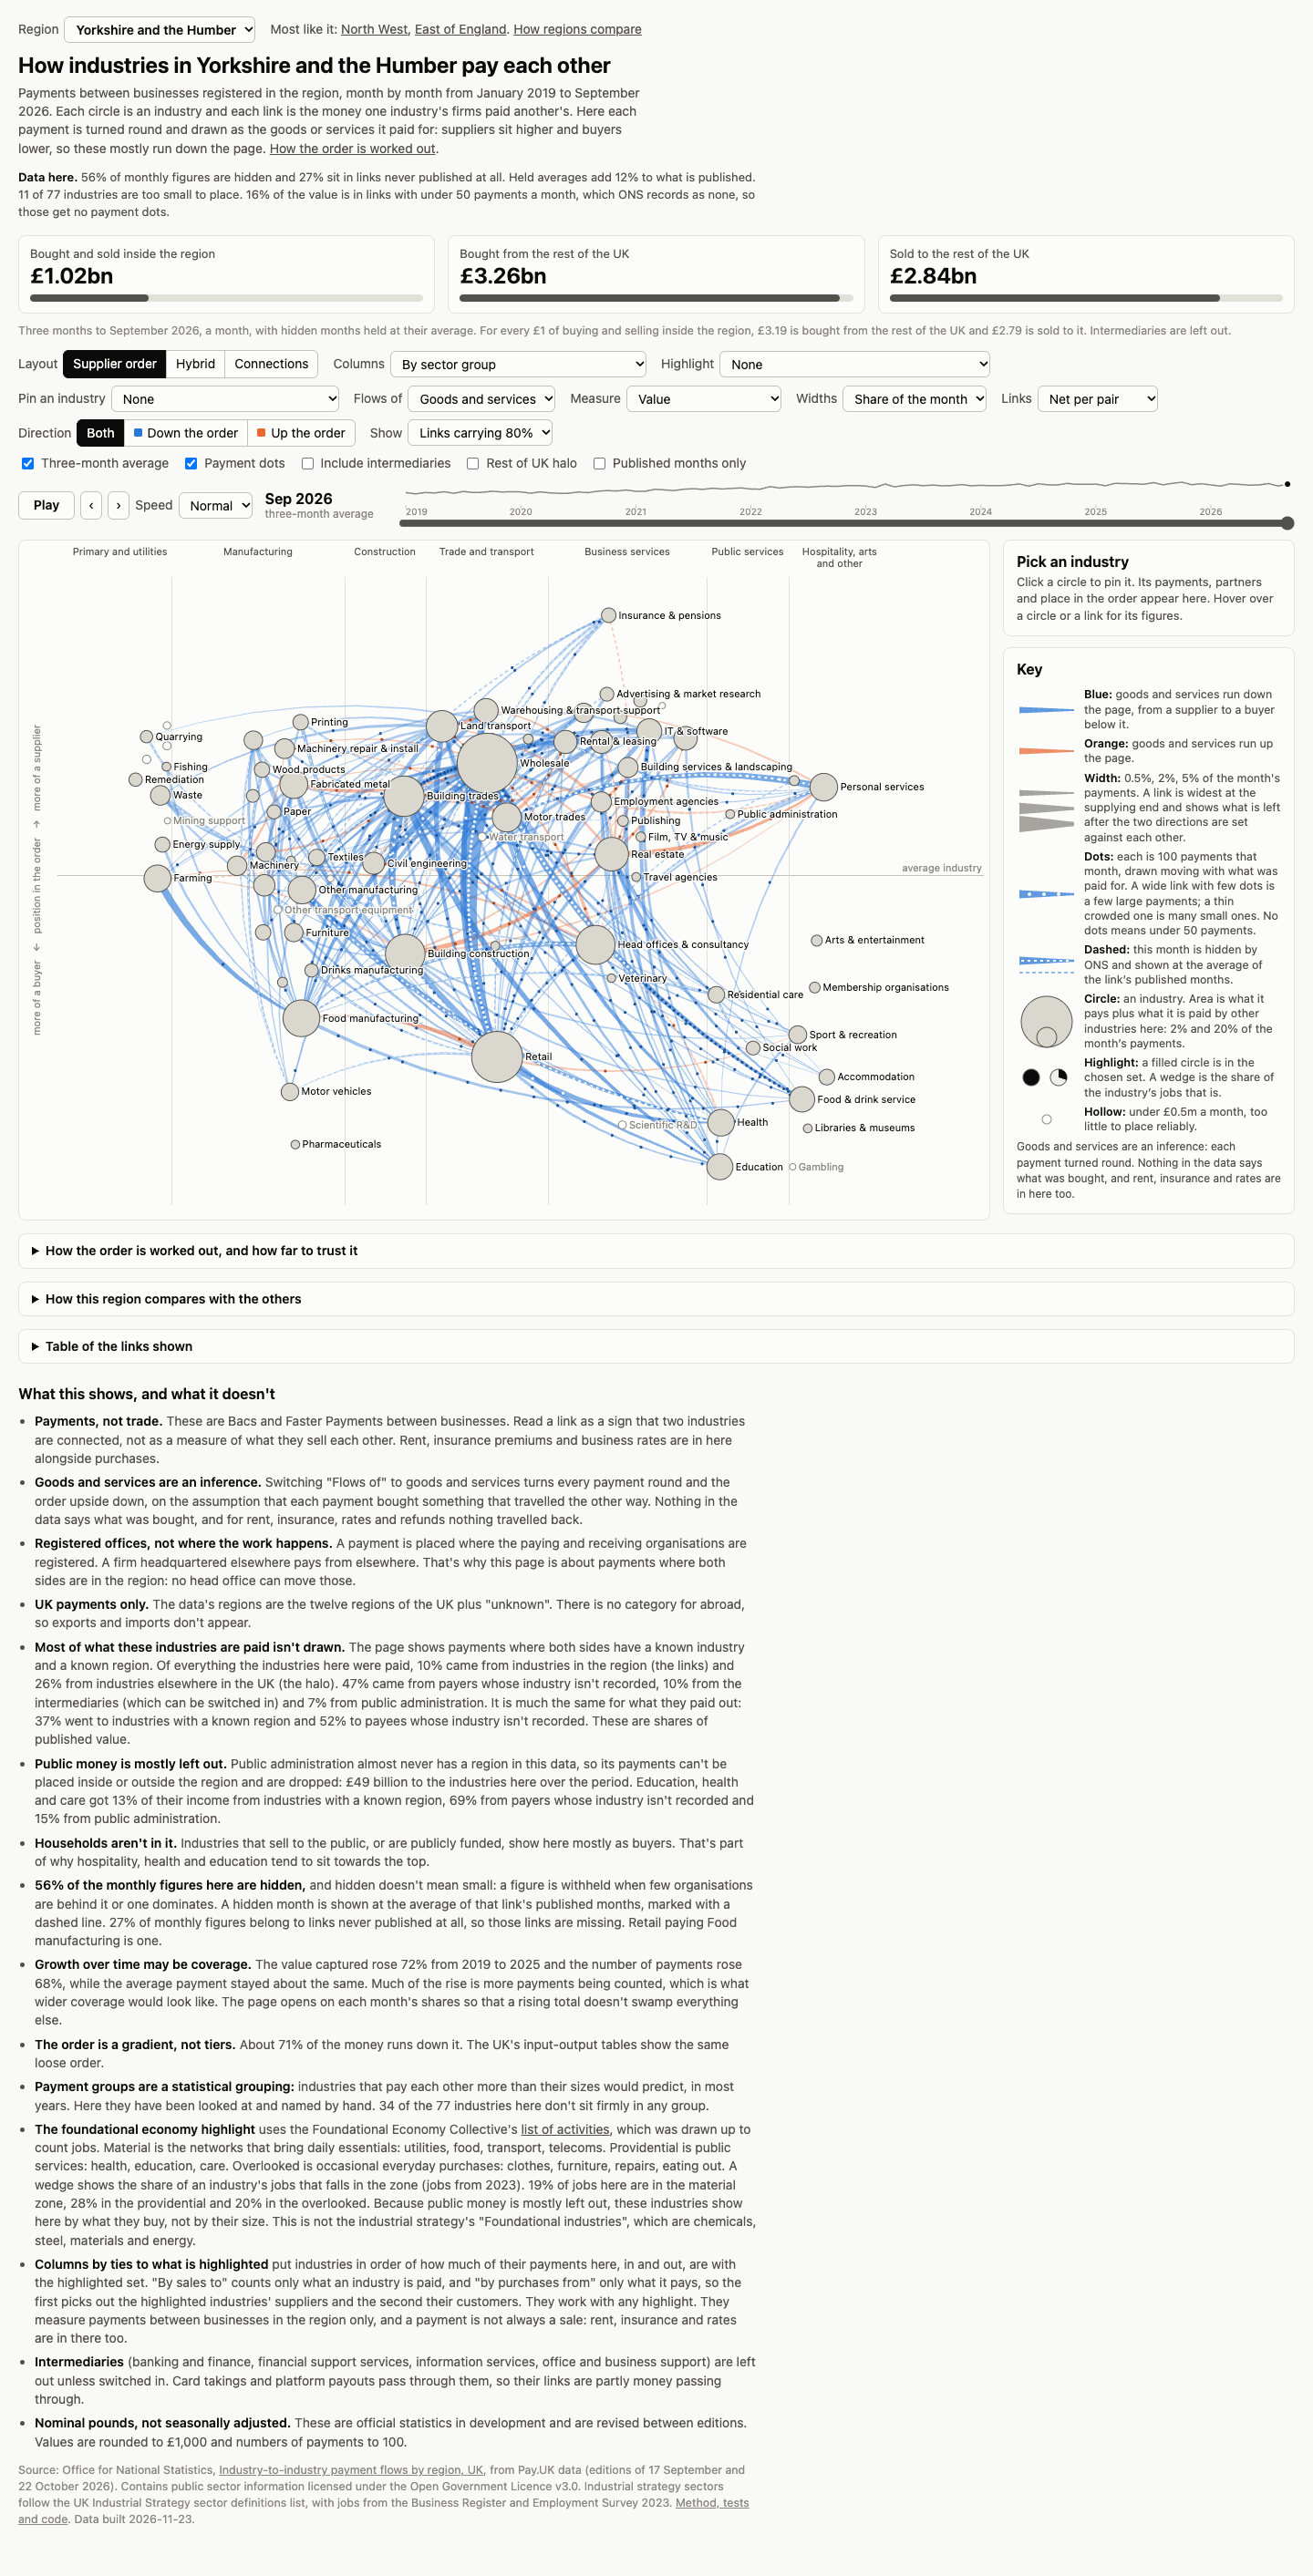 Region Yorkshire and the Humber Most like it: North West, East of England. How regions compare
How industries in Yorkshire and the Humber pay each other
Payments between businesses registered in the region, month by month from January 2019 to September
2026. Each circle is an industry and each link is the money one industry's firms paid another's. Here each
payment is turned round and drawn as the goods or services it paid for: suppliers sit higher and buyers
lower, so these mostly run down the page. How the order is worked out.
Data here. 56% of monthly figures are hidden and 27% sit in links never published at all. Held averages add 12% to what is published.
11 of 77 industries are too small to place. 16% of the value is in links with under 50 payments a month, which ONS records as none, so
those get no payment dots.
Bought and sold inside the region
£1.02bn
Bought from the rest of the UK
£3.26bn
Sold to the rest of the UK
£2.84bn
Three months to September 2026, a month, with hidden months held at their average. For every £1 of buying and selling inside the region, £3.19 is bought from the rest of the UK and £2.79 is sold to it. Intermediaries are left out.
Layout Supplier order Hybrid Connections Columns By sector group Highlight None
Pin an industry None Flows of Goods and services Measure Value Widths Share of the month Links Net per pair
Direction Both Down the order Up the order Show Links carrying 80%
Three-month average Payment dots Include intermediaries Rest of UK halo Published months only
Play ‹ › Speed Normal Sep 2026
three-month average
2019 2020 2021 2022 2023 2024 2025 2026
Primary and utilities Manufacturing Construction Trade and transport Business services Public services Hospitality, arts
and other
more of a buyer ← position in the order → more of a supplier
Insurance & pensions
Advertising & market research
Warehousing & transport support
Printing
Land transport
IT & software
Quarrying
Rental & leasing
Machinery repair & install
Wholesale
Fishing
Wood products
Building services & landscaping
Remediation
Fabricated metal
Personal services
Waste
Building trades
Employment agencies
Paper
Motor trades
Public administration
Mining support
Publishing
Water transport
Film, TV & music
Energy supply
Real estate
Textiles
Machinery
Civil engineering
average industry
Farming
Travel agencies
Other manufacturing
Other transport equipment
Furniture
Arts & entertainment
Head offices & consultancy
Building construction
Drinks manufacturing
Veterinary
Membership organisations
Residential care
Food manufacturing
Sport & recreation
Social work
Retail
Accommodation
Motor vehicles
Food & drink service
Health
Scientific R&D
Libraries & museums
Pharmaceuticals
Education
Gambling
Pick an industry
Click a circle to pin it. Its payments, partners
and place in the order appear here. Hover over
a circle or a link for its figures.
Key
Blue: goods and services run down
the page, from a supplier to a buyer
below it.
Orange: goods and services run up
the page.
Width: 0.5%, 2%, 5% of the month's
payments. A link is widest at the
supplying end and shows what is left
after the two directions are set
against each other.
Dots: each is 100 payments that
month, drawn moving with what was
paid for. A wide link with few dots is
a few large payments; a thin
crowded one is many small ones. No
dots means under 50 payments.
Dashed: this month is hidden by
ONS and shown at the average of
the link's published months.
Circle: an industry. Area is what it
pays plus what it is paid by other
industries here: 2% and 20% of the
month's payments.
Highlight: a filled circle is in the
chosen set. A wedge is the share of
the industry's jobs that is.
Hollow: under £0.5m a month, too
little to place reliably.
Goods and services are an inference: each
payment turned round. Nothing in the data says
what was bought, and rent, insurance and rates are
in here too.
▶ How the order is worked out, and how far to trust it
▶ How this region compares with the others
▶ Table of the links shown
What this shows, and what it doesn't
• Payments, not trade. These are Bacs and Faster Payments between businesses. Read a link as a sign that two industries
are connected, not as a measure of what they sell each other. Rent, insurance premiums and business rates are in here
alongside purchases.
• Goods and services are an inference. Switching "Flows of" to goods and services turns every payment round and the
order upside down, on the assumption that each payment bought something that travelled the other way. Nothing in the
data says what was bought, and for rent, insurance, rates and refunds nothing travelled back.
• Registered offices, not where the work happens. A payment is placed where the paying and receiving organisations are
registered. A firm headquartered elsewhere pays from elsewhere. That's why this page is about payments where both
sides are in the region: no head office can move those.
• UK payments only. The data's regions are the twelve regions of the UK plus "unknown". There is no category for abroad,
so exports and imports don't appear.
• Most of what these industries are paid isn't drawn. The page shows payments where both sides have a known industry
and a known region. Of everything the industries here were paid, 10% came from industries in the region (the links) and
26% from industries elsewhere in the UK (the halo). 47% came from payers whose industry isn't recorded, 10% from the
intermediaries (which can be switched in) and 7% from public administration. It is much the same for what they paid out:
37% went to industries with a known region and 52% to payees whose industry isn't recorded. These are shares of
published value.
• Public money is mostly left out. Public administration almost never has a region in this data, so its payments can't be
placed inside or outside the region and are dropped: £49 billion to the industries here over the period. Education, health
and care got 13% of their income from industries with a known region, 69% from payers whose industry isn't recorded and
15% from public administration.
• Households aren't in it. Industries that sell to the public, or are publicly funded, show here mostly as buyers. That's part
of why hospitality, health and education tend to sit towards the top.
• 56% of the monthly figures here are hidden, and hidden doesn't mean small: a figure is withheld when few organisations
are behind it or one dominates. A hidden month is shown at the average of that link's published months, marked with a
dashed line. 27% of monthly figures belong to links never published at all, so those links are missing. Retail paying Food
manufacturing is one.
• Growth over time may be coverage. The value captured rose 72% from 2019 to 2025 and the number of payments rose
68%, while the average payment stayed about the same. Much of the rise is more payments being counted, which is what
wider coverage would look like. The page opens on each month's shares so that a rising total doesn't swamp everything
else.
• The order is a gradient, not tiers. About 71% of the money runs down it. The UK's input-output tables show the same
loose order.
• Payment groups are a statistical grouping: industries that pay each other more than their sizes would predict, in most
years. Here they have been looked at and named by hand. 34 of the 77 industries here don't sit firmly in any group.
• The foundational economy highlight uses the Foundational Economy Collective's list of activities, which was drawn up to
count jobs. Material is the networks that bring daily essentials: utilities, food, transport, telecoms. Providential is public
services: health, education, care. Overlooked is occasional everyday purchases: clothes, furniture, repairs, eating out. A
wedge shows the share of an industry's jobs that falls in the zone (jobs from 2023). 19% of jobs here are in the material
zone, 28% in the providential and 20% in the overlooked. Because public money is mostly left out, these industries show
here by what they buy, not by their size. This is not the industrial strategy's "Foundational industries", which are chemicals,
steel, materials and energy.
• Columns by ties to what is highlighted put industries in order of how much of their payments here, in and out, are with
the highlighted set. "By sales to" counts only what an industry is paid, and "by purchases from" only what it pays, so the
first picks out the highlighted industries' suppliers and the second their customers. They work with any highlight. They
measure payments between businesses in the region only, and a payment is not always a sale: rent, insurance and rates
are in there too.
• Intermediaries (banking and finance, financial support services, information services, office and business support) are left
out unless switched in. Card takings and platform payouts pass through them, so their links are partly money passing
through.
• Nominal pounds, not seasonally adjusted. These are official statistics in development and are revised between editions.
Values are rounded to £1,000 and numbers of payments to 100.
Source: Office for National Statistics, Industry-to-industry payment flows by region, UK, from Pay.UK data (editions of 17 September and
22 October 2026). Contains public sector information licensed under the Open Government Licence v3.0. Industrial strategy sectors
follow the UK Industrial Strategy sector definitions list, with jobs from the Business Register and Employment Survey 2023. Method, tests
and code. Data built 2026-11-23.